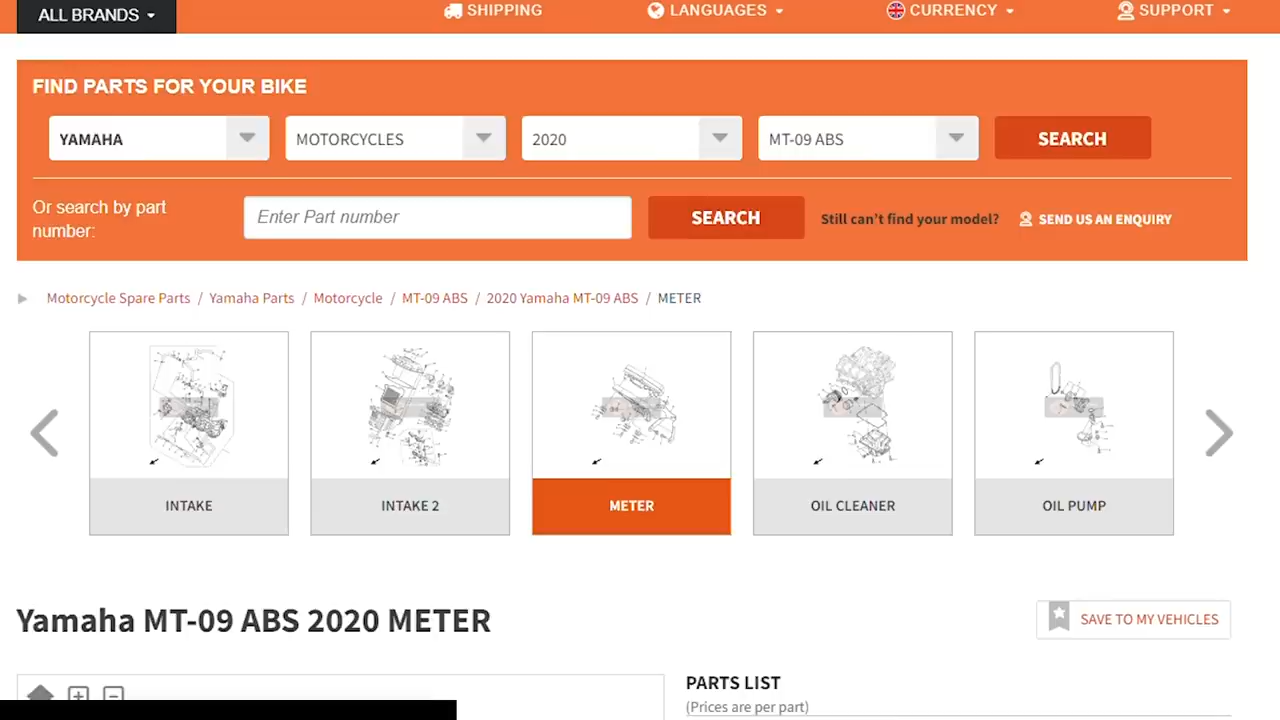 ALL BRANDS
SHIPPING
LANGUAGES
CURRENCY
SUPPORT
FIND PARTS FOR YOUR BIKE
YAMAHA
MOTORCYCLES
2020
MT-09 ABS
SEARCH
Or search by part
number:
Enter Part number
SEARCH
Still can't find your model?
SEND US AN ENQUIRY
Motorcycle Spare Parts / Yamaha Parts / Motorcycle / MT-09 ABS / 2020 Yamaha MT-09 ABS / METER
INTAKE
INTAKE 2
METER
OIL CLEANER
OIL PUMP
Yamaha MT-09 ABS 2020 METER
SAVE TO MY VEHICLES
PARTS LIST
(Prices are per part)